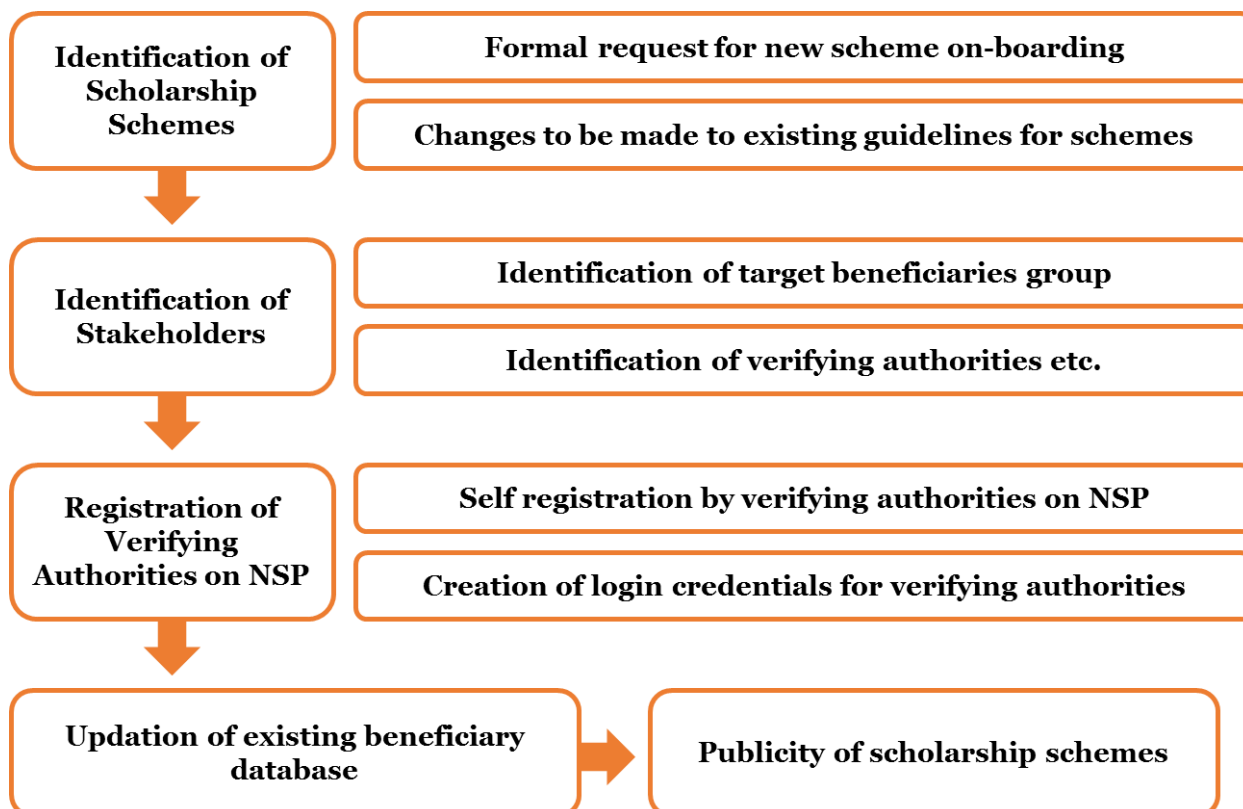 Identification of
Scholarship
Schemes
Formal request for new scheme on-boarding
Changes to be made to existing guidelines for schemes
Identification of
Stakeholders
Identification of target beneficiaries group
Identification of verifying authorities etc.
Registration of
Verifying
Authorities on NSP
Self registration by verifying authorities on NSP
Creation of login credentials for verifying authorities
Updation of existing beneficiary
database
Publicity of scholarship schemes